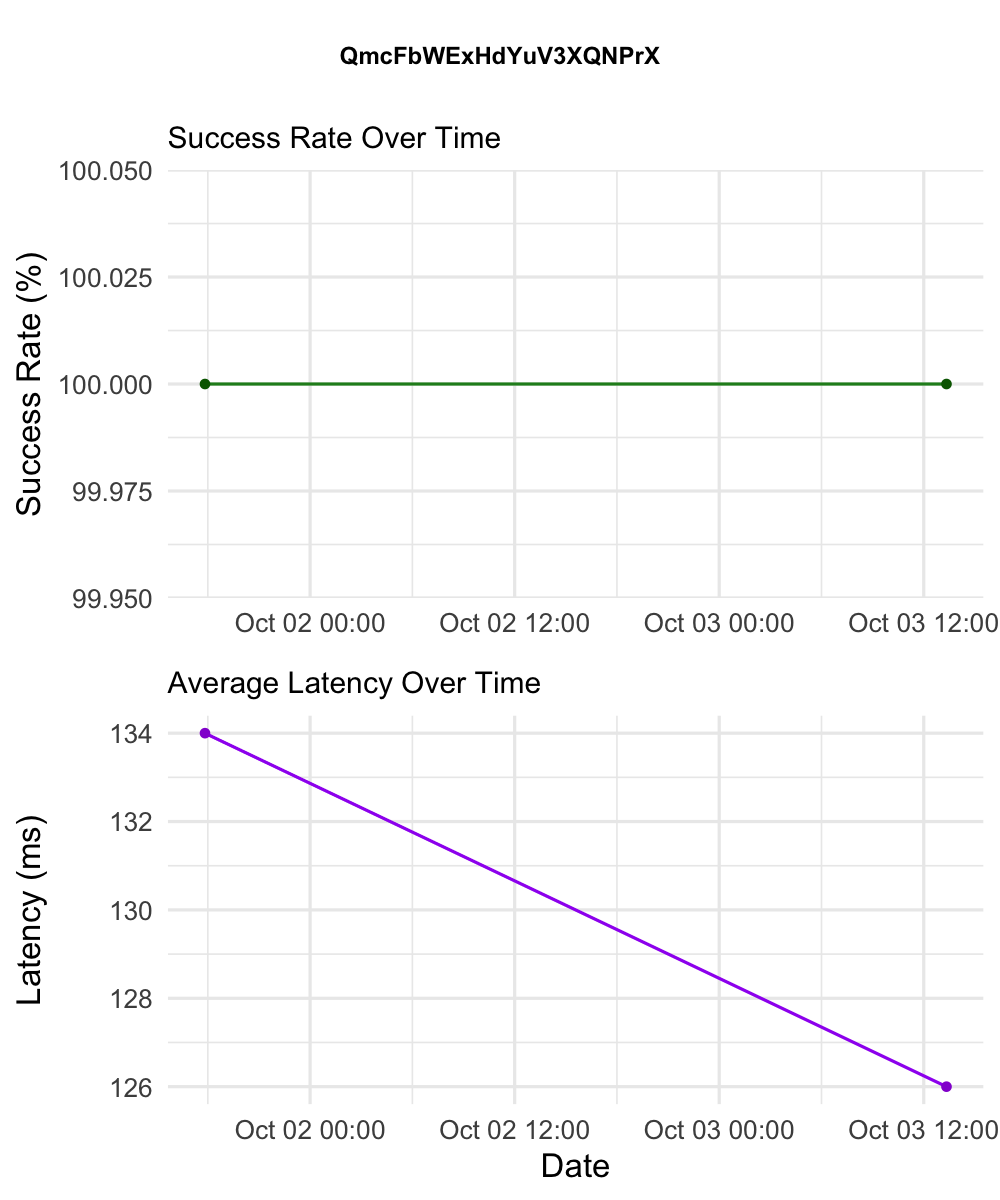 QmcFbWExHdYuV3XQNPrX
Success Rate Over Time
100.050
100.025
100.000
99.975
99.950
Success Rate (%)
Oct 02 00:00 Oct 02 12:00 Oct 03 00:00 Oct 03 12:00
Average Latency Over Time
134
132
130
128
126
Latency (ms)
Oct 02 00:00 Oct 02 12:00 Oct 03 00:00 Oct 03 12:00
Date